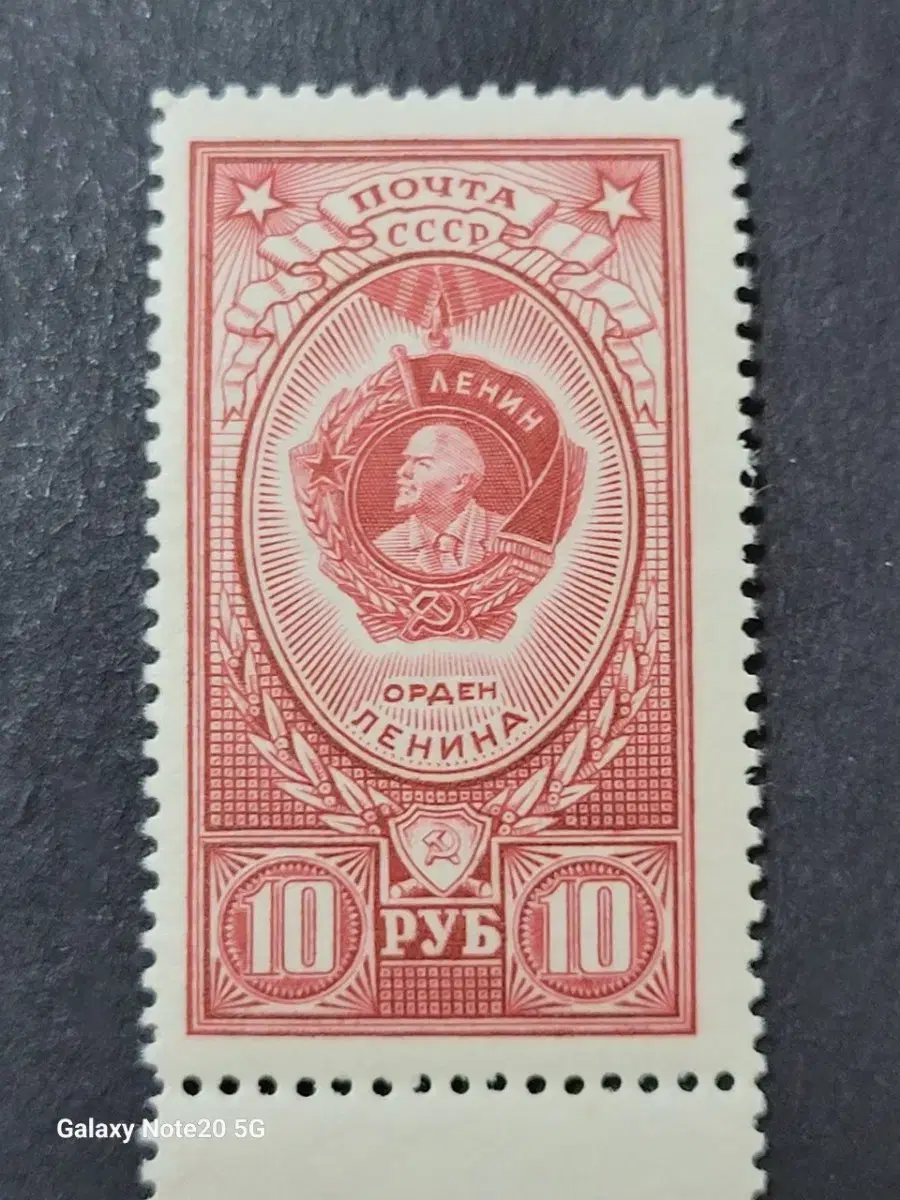 ПОЧТА
СССР
ЛЕНИН
ОРДЕН
ЛЕНИНА
10 РУБ 10
Galaxy Note20 5G